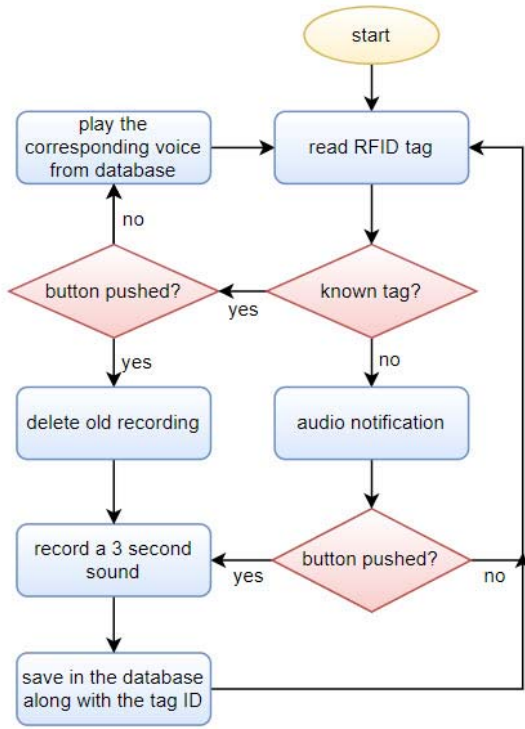 start
play the
corresponding voice
from database
read RFID tag
no
button pushed?
yes
known tag?
yes
no
delete old recording
audio notification
record a 3 second
sound
yes
button pushed?
no
save in the database
along with the tag ID